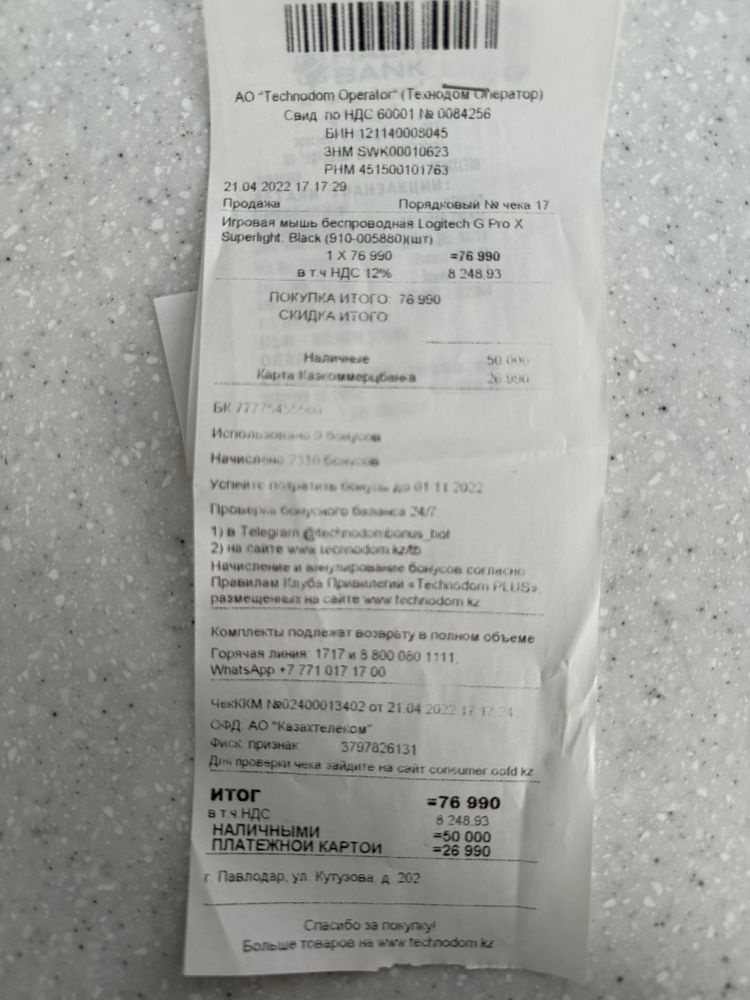 АО "Technodom Operator" (Технодом Оператор)
Свид. по НДС 60001 № 0084256
БИН 121140008045
ЗНМ SWK00010623
РНМ 451500101763
21 04 2022 17 17 29
Продажа Порядковый № чека 17
Игровая мышь беспроводная Logitech G Pro X
Superlight, Black (910-005880)(шт)
1 X 76 990 =76 990
в т.ч НДС 12% 8 248.93
ПОКУПКА ИТОГО: 76 990
СКИДКА ИТОГО:
Наличные 50 000
Карта Казкоммерцбанка 26 990
БК
Использовано 0 бонусов
Начислено 2310 бонусов
Успейте потратить бонусы до 01 11 2022
Проверка бонусного баланса 24/7
1) в Telegram @technodombonus_bot
2) на сайте www.technodom.kz/tb
Начисление и аннулирование бонусов согласно
Правилам Клуба Привилегий «Technodom PLUS»,
размещенных на сайте www.technodom.kz
Комплекты подлежат возврату в полном объеме
Горячая линия: 1717 и 8 800 080 1111,
WhatsApp +7 771 017 17 00
ЧекККМ №02400013402 от 21.04.2022 17 17 24
ОФД: АО "Казахтелеком"
Фиск. признак 3797826131
Для проверки чека зайдите на сайт consumer.oofd.kz
ИТОГ =76 990
в т.ч.НДС 8 248.93
НАЛИЧНЫМИ =50 000
ПЛАТЕЖНОЙ КАРТОЙ =26 990
г. Павлодар, ул. Кутузова, д. 202
Спасибо за покупку!
Больше товаров на www.technodom.kz